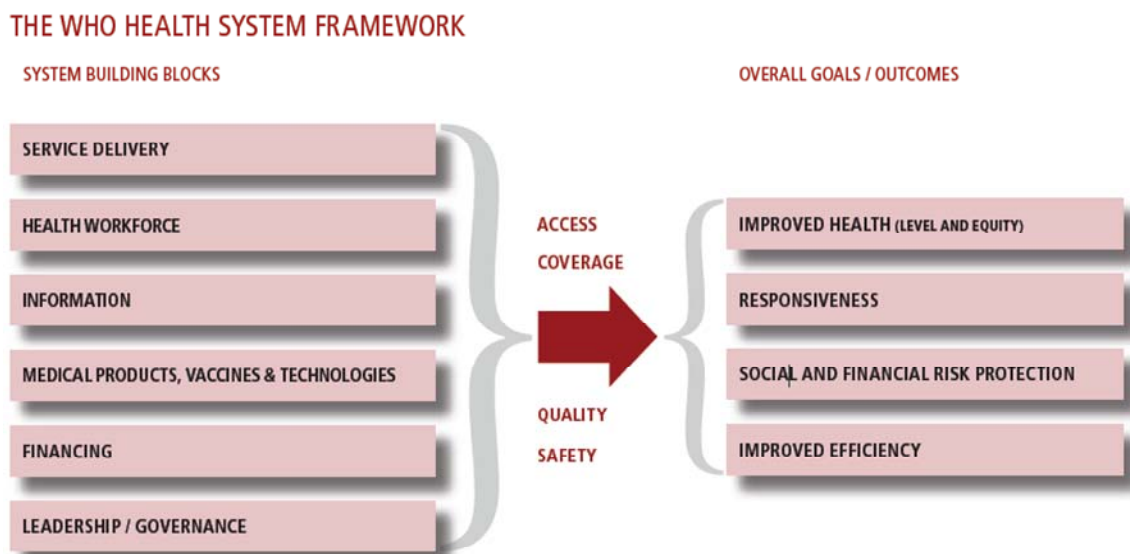 THE WHO HEALTH SYSTEM FRAMEWORK
SYSTEM BUILDING BLOCKS
SERVICE DELIVERY
HEALTH WORKFORCE
INFORMATION
MEDICAL PRODUCTS, VACCINES & TECHNOLOGIES
FINANCING
LEADERSHIP / GOVERNANCE
ACCESS
COVERAGE
QUALITY
SAFETY
OVERALL GOALS / OUTCOMES
IMPROVED HEALTH (LEVEL AND EQUITY)
RESPONSIVENESS
SOCIAL AND FINANCIAL RISK PROTECTION
IMPROVED EFFICIENCY